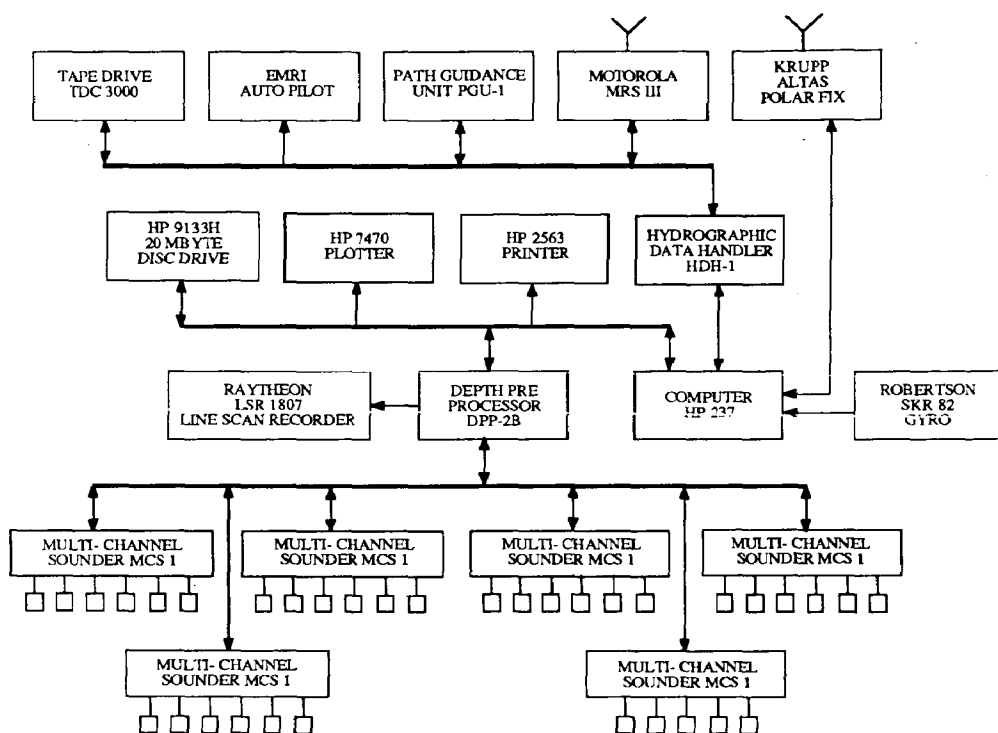 TAPE DRIVE
TDC 3000
EMRI
AUTO PILOT
PATH GUIDANCE
UNIT PGU-1
MOTOROLA
MRS III
KRUPP
ALTAS
POLAR FIX
HP 9133H
20 MBYTE
DISC DRIVE
HP 7470
PLOTTER
HP 2563
PRINTER
HYDROGRAPHIC
DATA HANDLER
HDH-1
RAYTHEON
LSR 1807
LINE SCAN RECORDER
DEPTH PRE
PROCESSOR
DPP-2B
COMPUTER
HP 237
ROBERTSON
SKR 82
GYRO
MULTI- CHANNEL
SOUNDER MCS 1
MULTI- CHANNEL
SOUNDER MCS 1
MULTI- CHANNEL
SOUNDER MCS 1
MULTI- CHANNEL
SOUNDER MCS 1
MULTI- CHANNEL
SOUNDER MCS 1
MULTI- CHANNEL
SOUNDER MCS 1